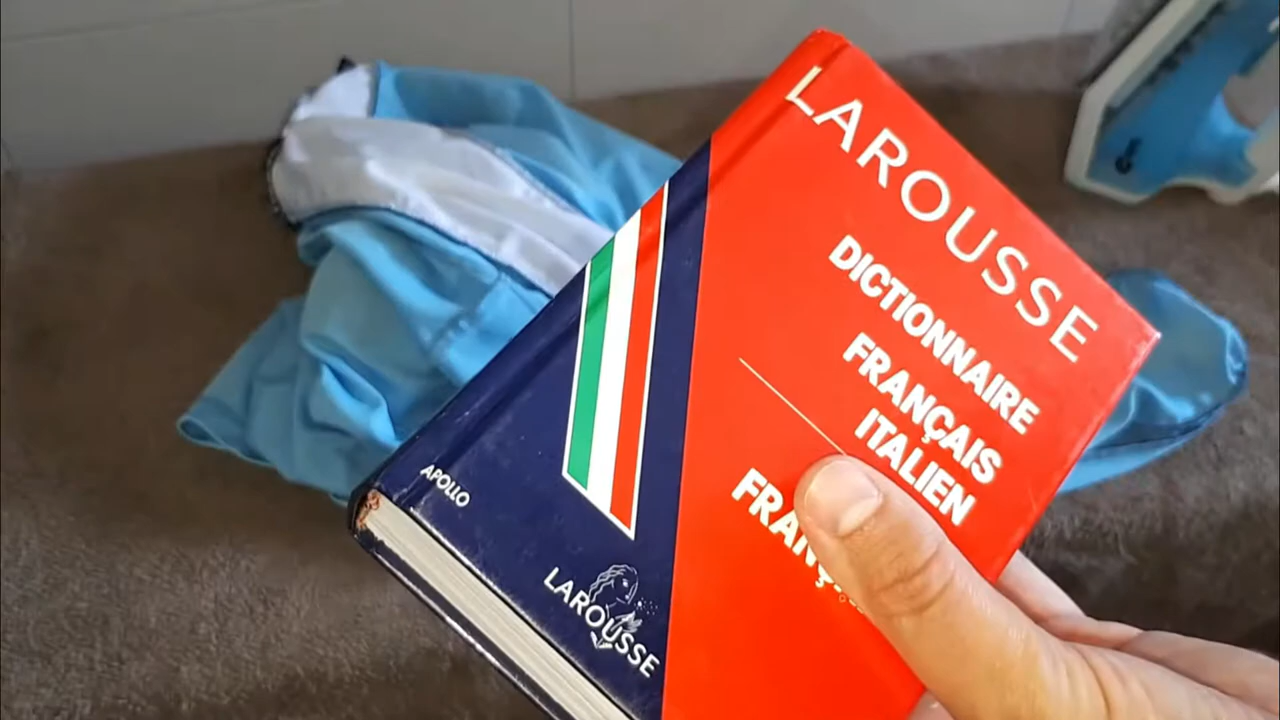 LAROUSSE
DICTIONNAIRE
FRANÇAIS
ITALIEN
APOLLO
LAROUSSE